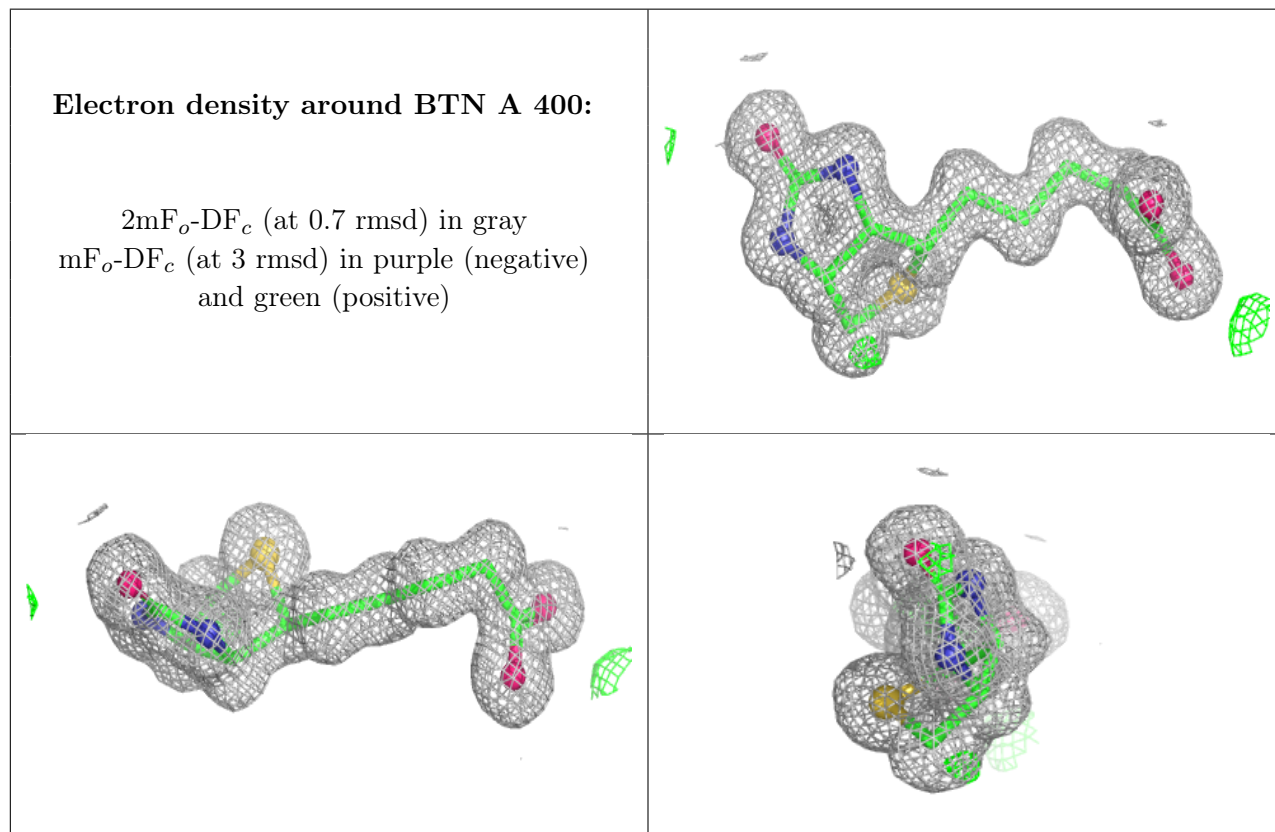 Electron density around BTN A 400:
2mFo-DFc (at 0.7 rmsd) in gray
mFo-DFc (at 3 rmsd) in purple (negative)
and green (positive)